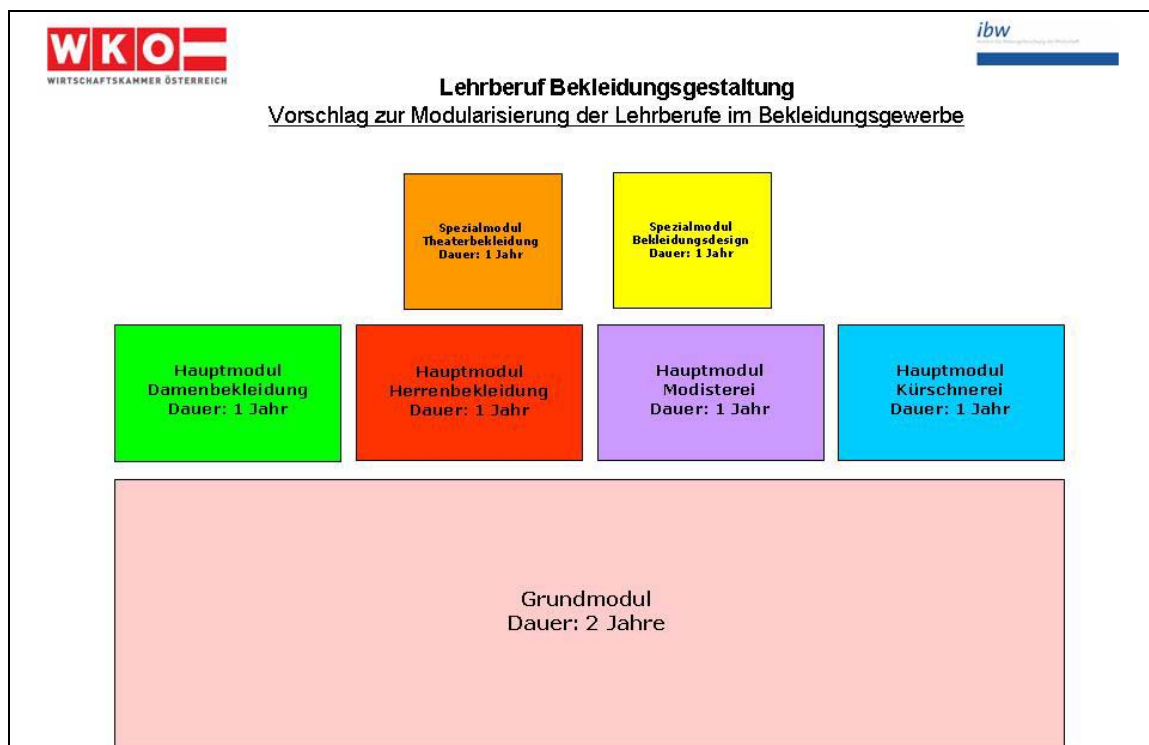 WKO
WIRTSCHAFTSKAMMER ÖSTERREICH
ibw
Lehrberuf Bekleidungsgestaltung
Vorschlag zur Modularisierung der Lehrberufe im Bekleidungsgewerbe
Spezialmodul
Theaterbekleidung
Dauer: 1 Jahr
Spezialmodul
Bekleidungsdesign
Dauer: 1 Jahr
Hauptmodul
Damenbekleidung
Dauer: 1 Jahr
Hauptmodul
Herrenbekleidung
Dauer: 1 Jahr
Hauptmodul
Modisterei
Dauer: 1 Jahr
Hauptmodul
Kürschnerei
Dauer: 1 Jahr
Grundmodul
Dauer: 2 Jahre